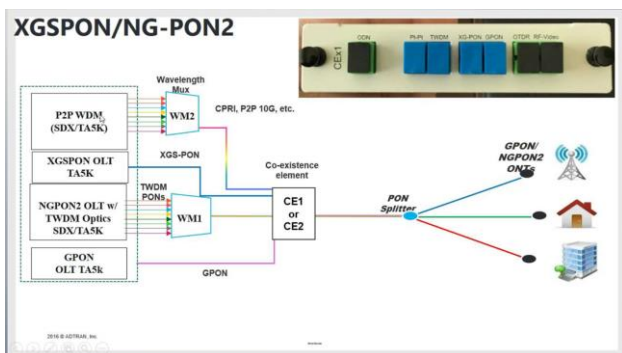 XGSPON/NG-PON2
CEx1
ODN
Pt-Pt TWDM XG-PON GPON OTDR RF-Video
Wavelength
Mux
P2P WDM
(SDX/TA5K)
WM2
CPRI, P2P 10G, etc.
XGSPON OLT
TA5K
XGS-PON
Co-existence
element
GPON/
NGPON2
ONTs
NGPON2 OLT w/
TWDM Optics
SDX/TA5K
TWDM
PONs
WM1
CE1
or
CE2
PON
Splitter
GPON
OLT TA5k
GPON
2016 © ADTRAN, Inc.